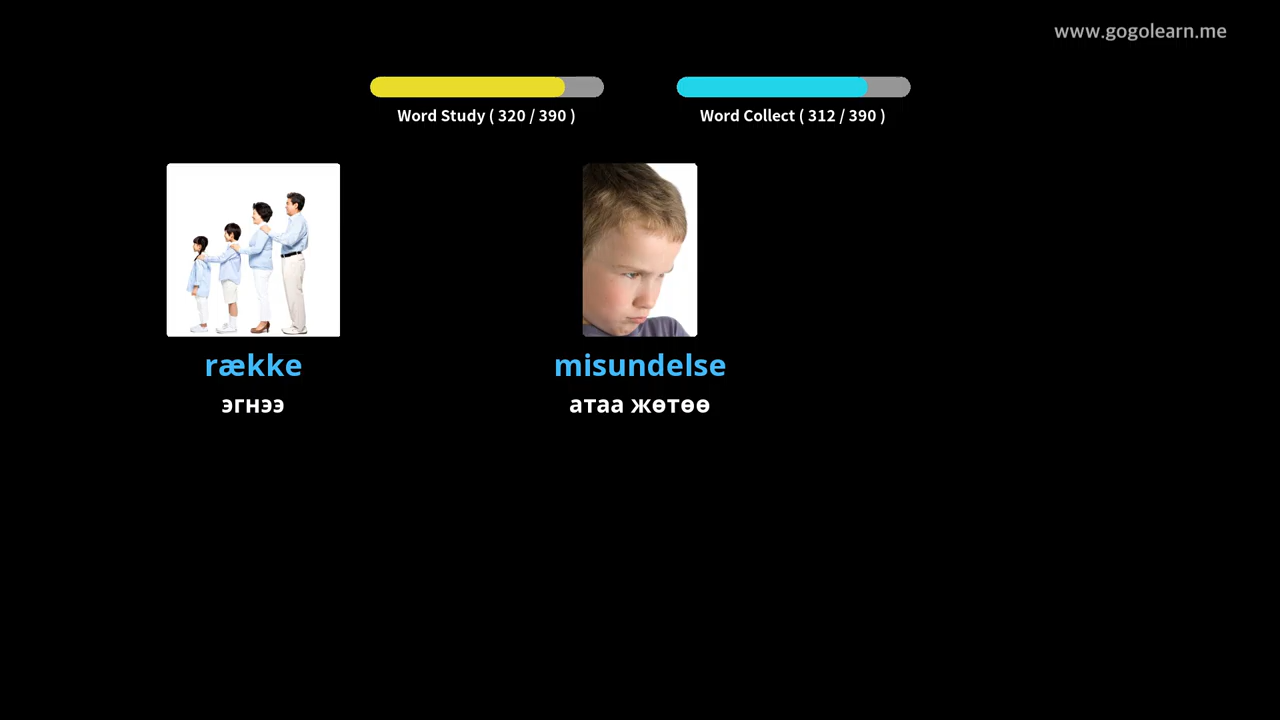 www.gogolearn.me
Word Study ( 320 / 390 )
Word Collect ( 312 / 390 )
række
эгнээ
misundelse
атаа жөтөө